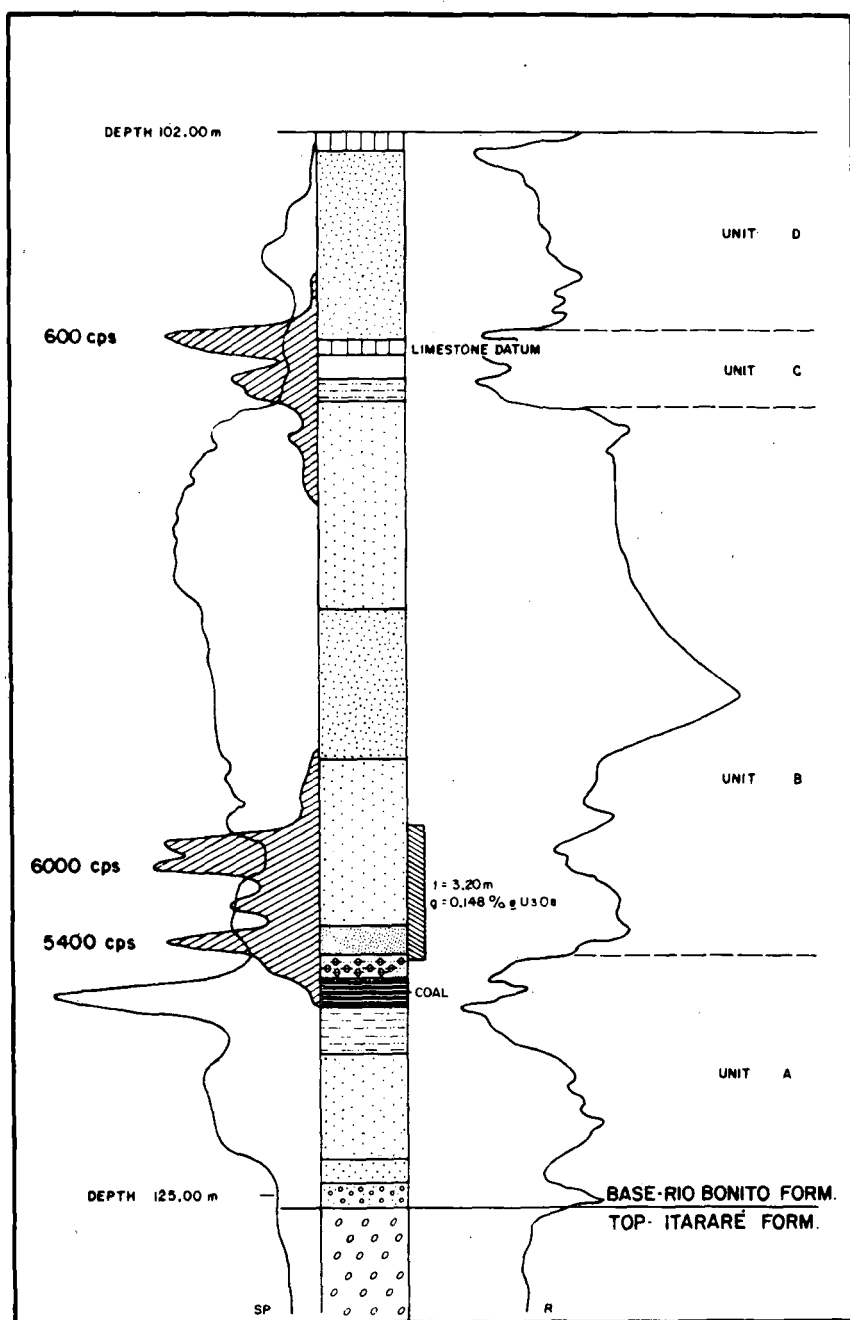 DEPTH 102.00 m
UNIT D
600 cps
LIMESTONE DATUM
UNIT C
UNIT B
6000 cps
t = 3.20 m
g = 0.148 % e U3O8
5400 cps
COAL
UNIT A
DEPTH 125.00 m
BASE-RIO BONITO FORM.
TOP- ITARARÉ FORM.
SP
R